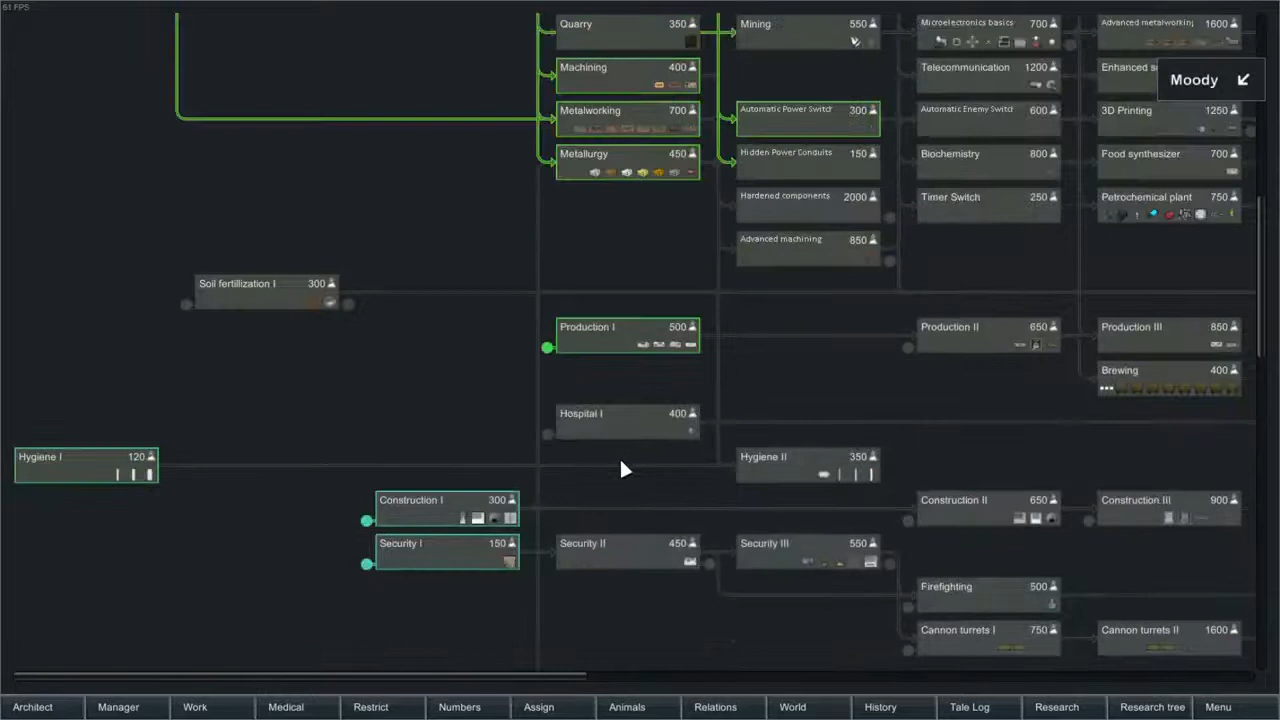 61 FPS
Quarry 350
Mining 550
Microelectronics basics 700
Advanced metalworking 1600
Machining 400
Telecommunication 1200
Enhanced
Moody
Metalworking 700
Automatic Power Switch 300
Automatic Enemy Switch 600
3D Printing 1250
Metallurgy 450
Hidden Power Conduits 150
Biochemistry 800
Food synthesizer 700
Hardened components 2000
Timer Switch 250
Petrochemical plant 750
Advanced machining 850
Soil fertillization I 300
Production I 500
Production II 650
Production III 850
Brewing 400
Hospital I 400
Hygiene I 120
Hygiene II 350
Construction I 300
Construction II 650
Construction III 900
Security I 150
Security II 450
Security III 550
Firefighting 500
Cannon turrets I 750
Cannon turrets II 1600
Architect Manager Work Medical Restrict Numbers Assign Animals Relations World History Tale Log Research Research tree Menu